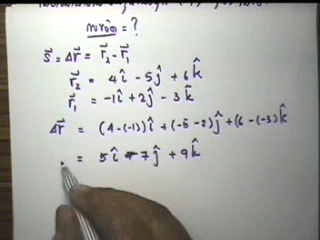 = ?
s⃗ = Δr⃗ = r⃗₂ - r⃗₁
r⃗₂ = 4î - 5ĵ + 6k̂
r⃗₁ = -1î + 2ĵ - 3k̂
Δr⃗ = (4-(-1))î + (-5-2)ĵ + (6-(-3)k̂
= 5î - 7ĵ + 9k̂